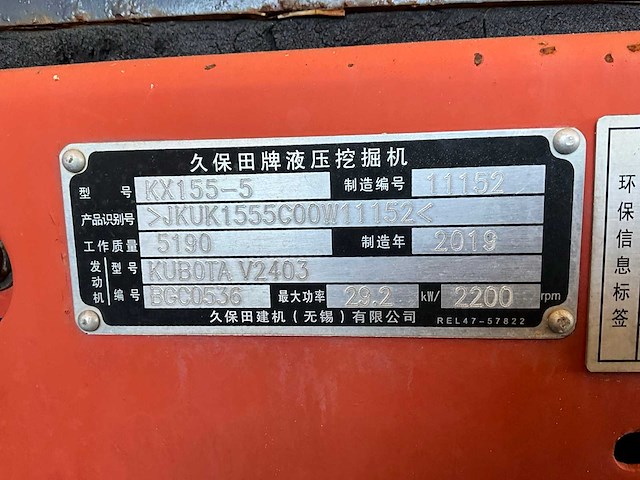 久保田牌液压挖掘机
型号 KX155-5 制造编号 11152
产品识别号 >JKUK1555C00W11152<
工作质量 5190 制造年 2019
发动机 型号 KUBOTA V2403
编号 BGC0536 最大功率 29.2 kW/ 2200 rpm
久保田建机(无锡)有限公司 REL47-57822
环保信息标签